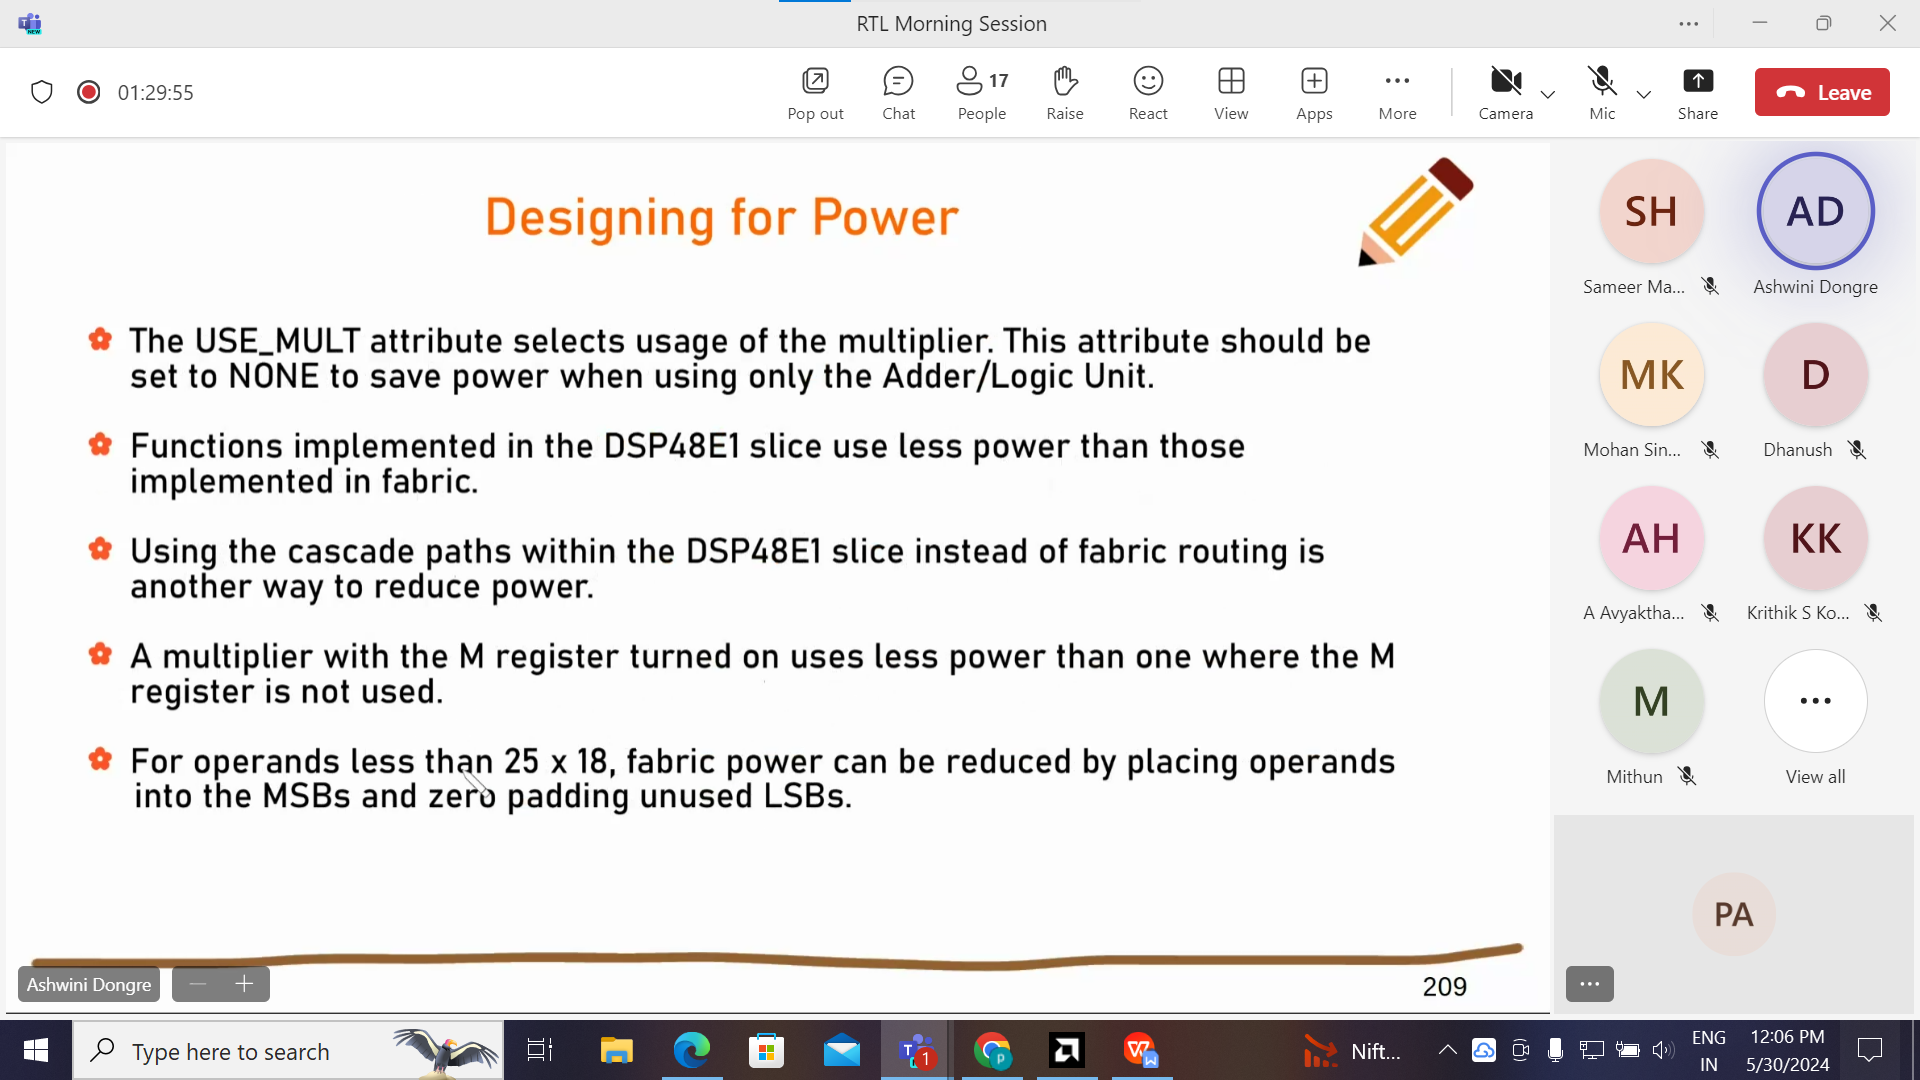 RTL Morning Session
01:29:55
Pop out
Chat
17
People
Raise
React
View
Apps
More
Camera
Mic
Share
Leave
Designing for Power
The USE_MULT attribute selects usage of the multiplier. This attribute should be
set to NONE to save power when using only the Adder/Logic Unit.
Functions implemented in the DSP48E1 slice use less power than those
implemented in fabric.
Using the cascade paths within the DSP48E1 slice instead of fabric routing is
another way to reduce power.
A multiplier with the M register turned on uses less power than one where the M
register is not used.
For operands less than 25 x 18, fabric power can be reduced by placing operands
into the MSBs and zero padding unused LSBs.
209
Ashwini Dongre
SH
Sameer Ma...
AD
Ashwini Dongre
MK
Mohan Sin...
D
Dhanush
AH
A Avyaktha...
KK
Krithik S Ko...
M
Mithun
View all
PA
Type here to search
1
Nift...
ENG
IN
12:06 PM
5/30/2024